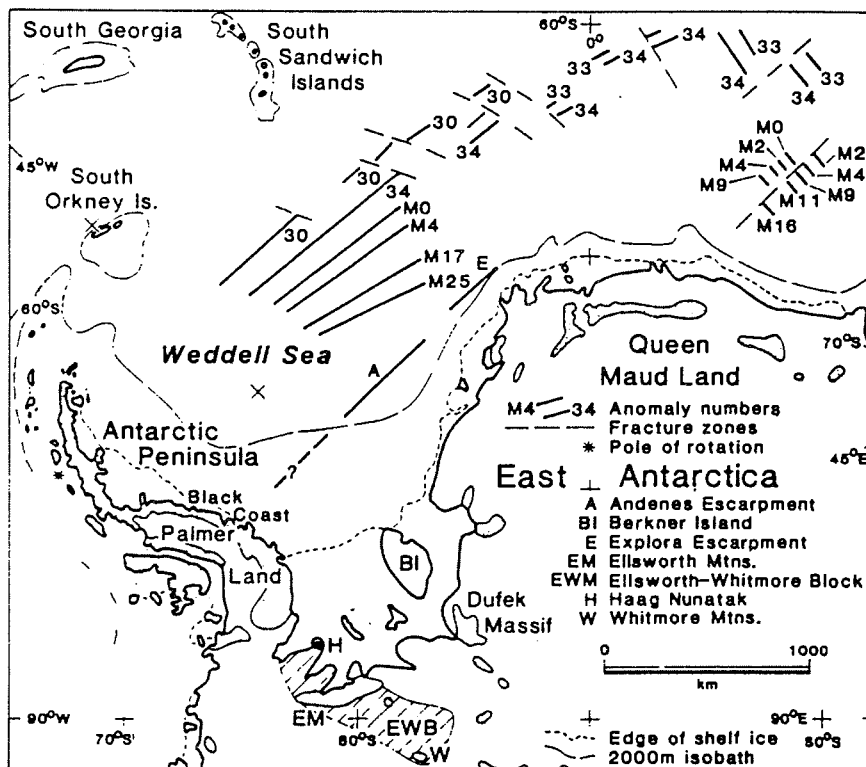 60°S
0°
South Georgia
South
Sandwich
Islands
34
34
33
33
34
33
34
33
34
30
34
30
30
34
30
45°W
South
Orkney Is.
M0
M4
M17
M25
E
M0
M2
M4
M9
M2
M4
M9
M11
M16
60°S
70°S
Weddell Sea
A
Queen
Maud Land
M4 34 Anomaly numbers
Fracture zones
* Pole of rotation
45°E
Antarctic
Peninsula
?
East Antarctica
A Andenes Escarpment
BI Berkner Island
E Explora Escarpment
EM Ellsworth Mtns.
EWM Ellsworth-Whitmore Block
H Haag Nunatak
W Whitmore Mtns.
Black
Coast
Palmer
Land
BI
Dufek
Massif
H
0 1000
km
EM
EWB
W
90°W
70°S
80°S
90°E
50°S
Edge of shelf ice
2000m isobath